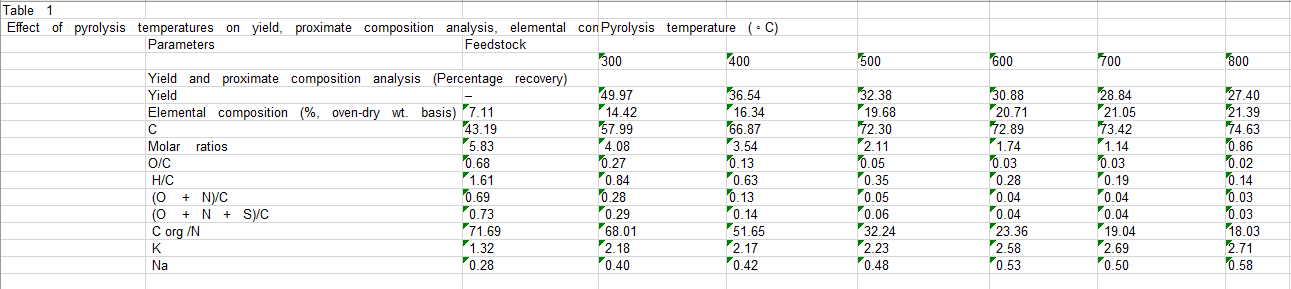 Table 1
Effect of pyrolysis temperatures on yield, proximate composition analysis, elemental con Pyrolysis temperature (◦C)
Parameters Feedstock
300 400 500 600 700 800
Yield and proximate composition analysis (Percentage recovery)
Yield – 49.97 36.54 32.38 30.88 28.84 27.40
Elemental composition (%, oven-dry wt. basis) 7.11 14.42 16.34 19.68 20.71 21.05 21.39
C 43.19 57.99 66.87 72.30 72.89 73.42 74.63
Molar ratios 5.83 4.08 3.54 2.11 1.74 1.14 0.86
O/C 0.68 0.27 0.13 0.05 0.03 0.03 0.02
H/C 1.61 0.84 0.63 0.35 0.28 0.19 0.14
(O + N)/C 0.69 0.28 0.13 0.05 0.04 0.04 0.03
(O + N + S)/C 0.73 0.29 0.14 0.06 0.04 0.04 0.03
C org /N 71.69 68.01 51.65 32.24 23.36 19.04 18.03
K 1.32 2.18 2.17 2.23 2.58 2.69 2.71
Na 0.28 0.40 0.42 0.48 0.53 0.50 0.58